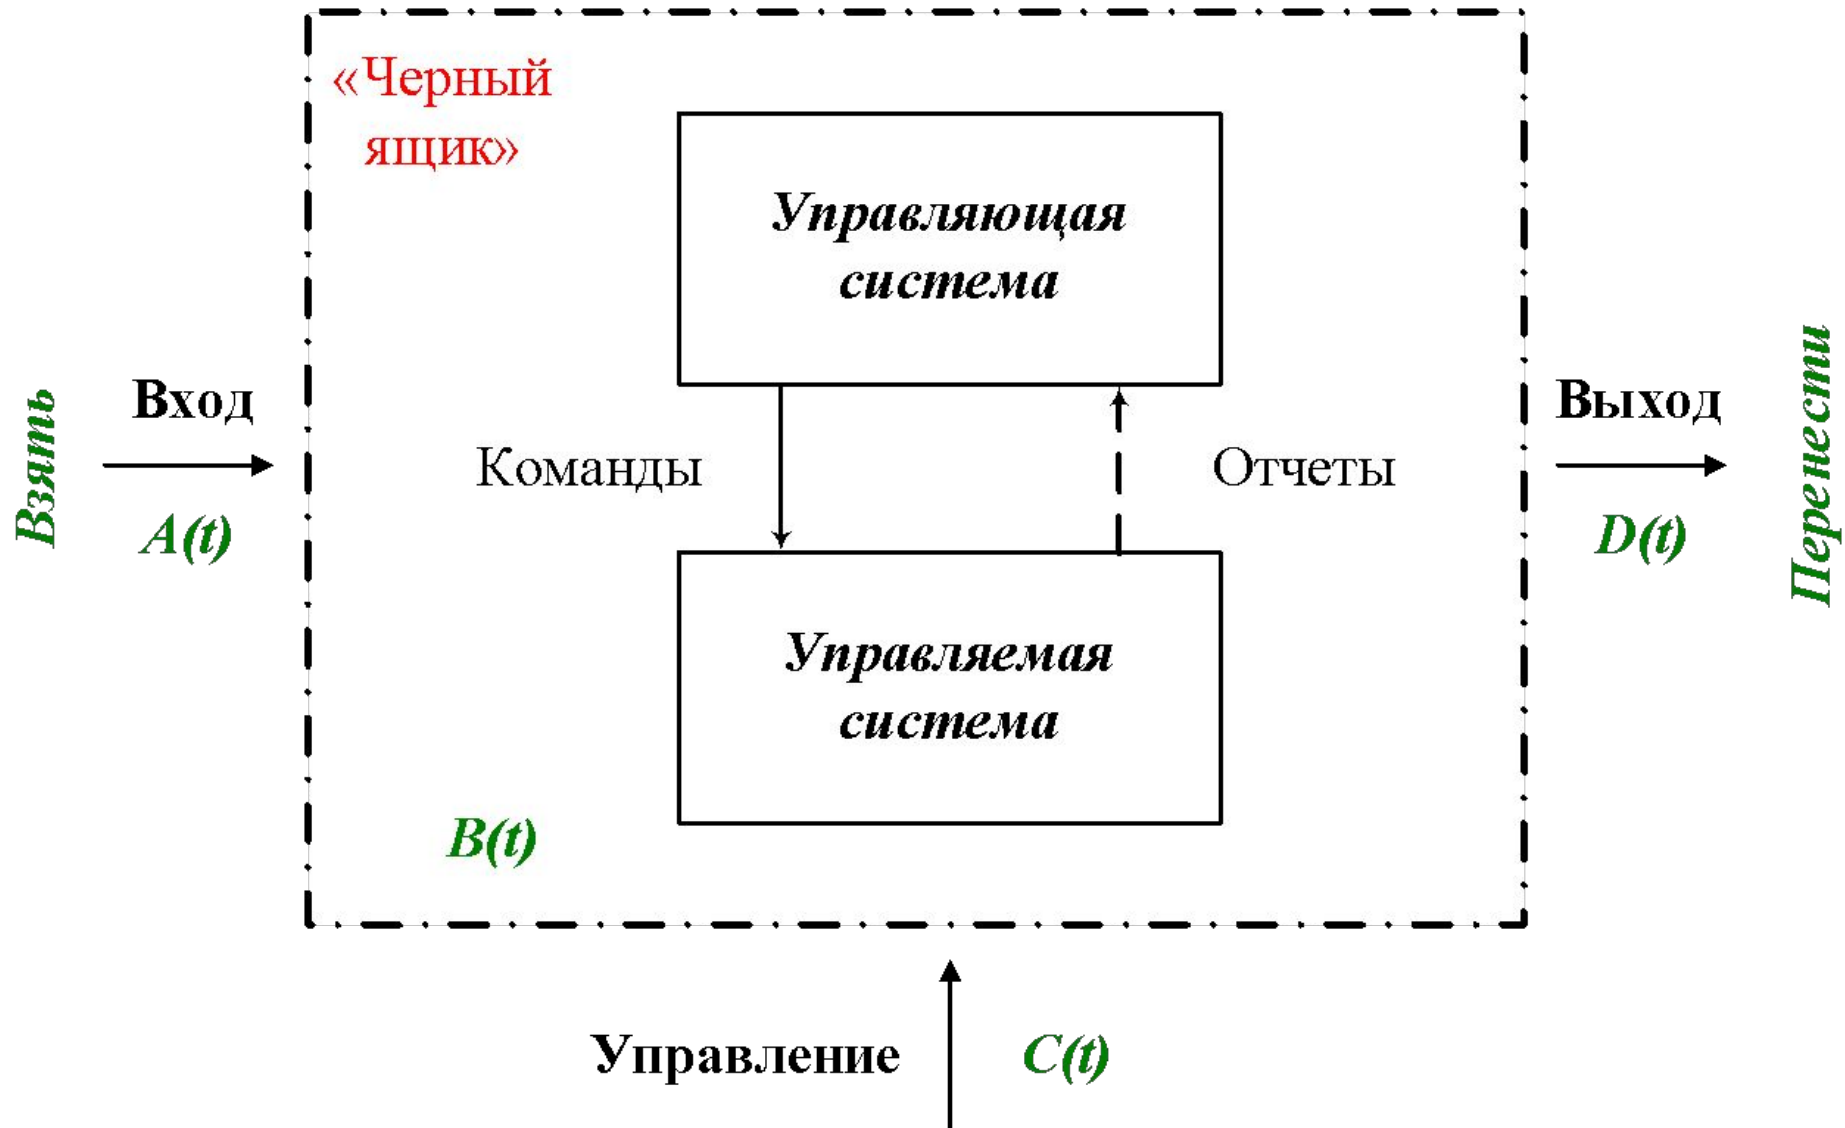 «Черный
ящик»
Управляющая
система
Взять
Вход
A(t)
Команды
Отчеты
Выход
D(t)
Перенести
Управляемая
система
B(t)
Управление
C(t)